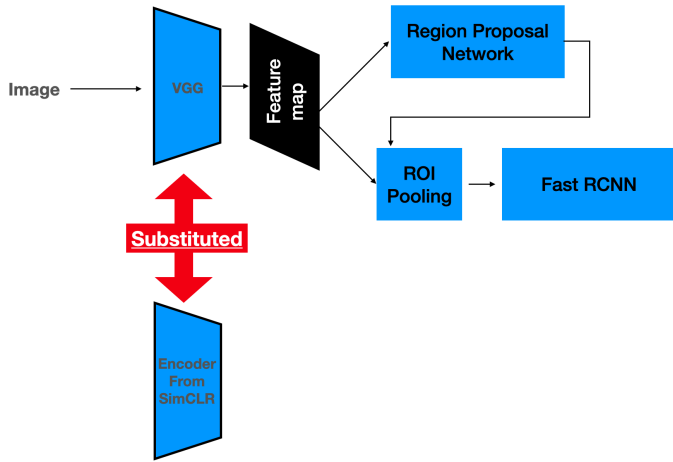 Image
VGG
Feature
map
Region Proposal
Network
ROI
Pooling
Fast RCNN
Substituted
Encoder
From
SimCLR